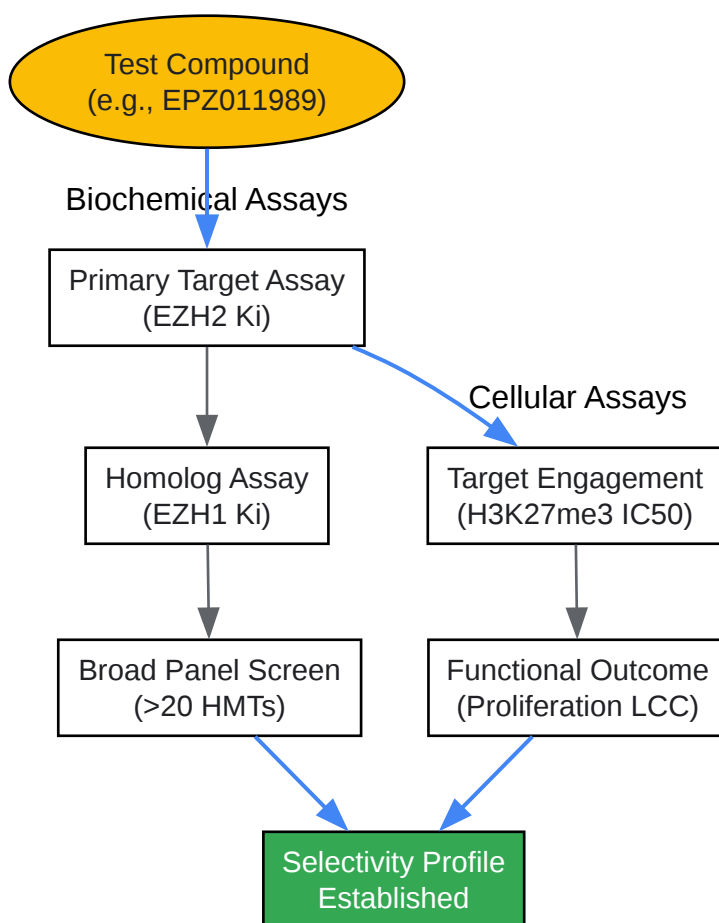 Test Compound
(e.g., EPZ011989)
Biochemical Assays
Primary Target Assay
(EZH2 Ki)
Cellular Assays
Homolog Assay
(EZH1 Ki)
Target Engagement
(H3K27me3 IC50)
Broad Panel Screen
(>20 HMTs)
Functional Outcome
(Proliferation LCC)
Selectivity Profile
Established